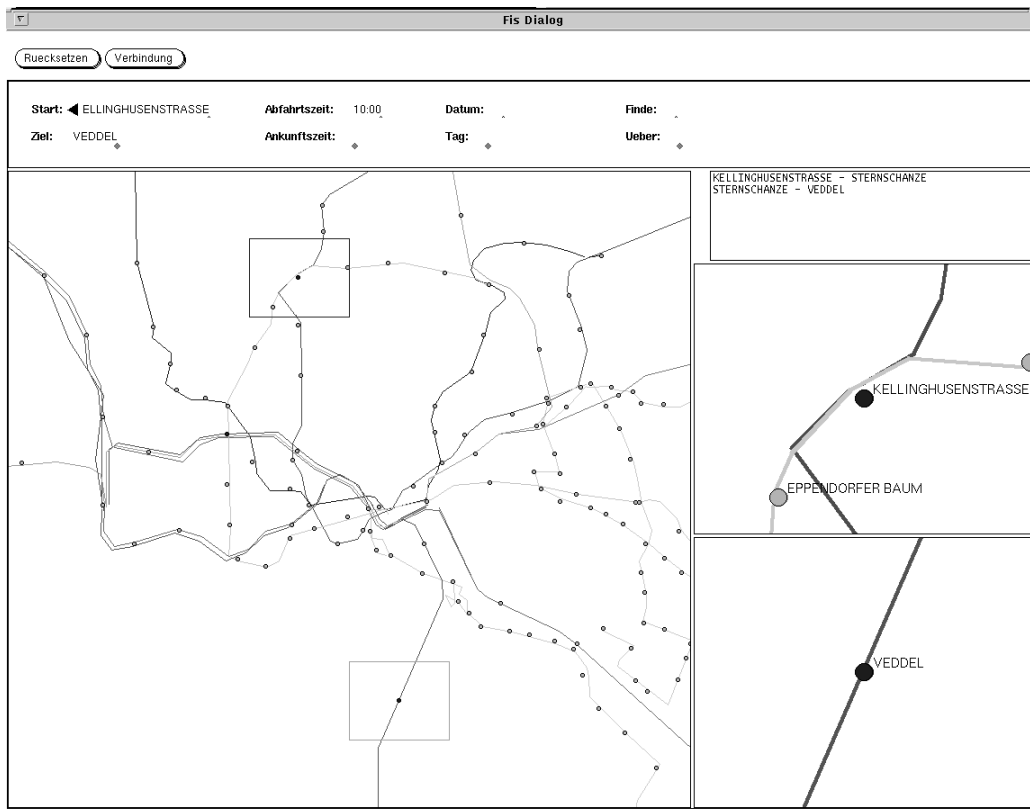 Fis Dialog
Ruecksetzen Verbindung
Start: ELLINGHUSENSTRASSE Abfahrtszeit: 10:00 Datum: Finde:
Ziel: VEDDEL Ankunftszeit: Tag: Ueber:
KELLINGHUSENSTRASSE - STERNSCHANZE
STERNSCHANZE - VEDDEL
KELLINGHUSENSTRASSE
EPPENDORFER BAUM
VEDDEL